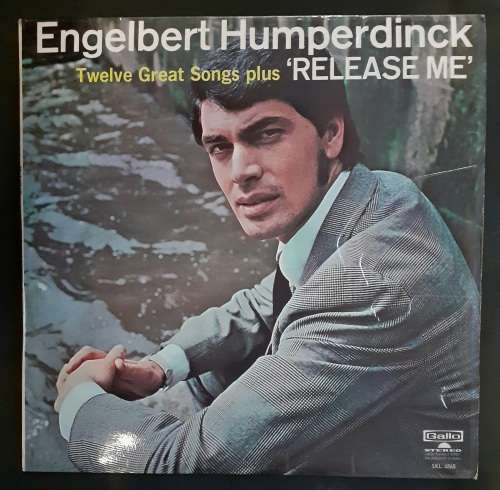 Engelbert Humperdinck
Twelve Great Songs plus 'RELEASE ME'
Gallo
STEREO